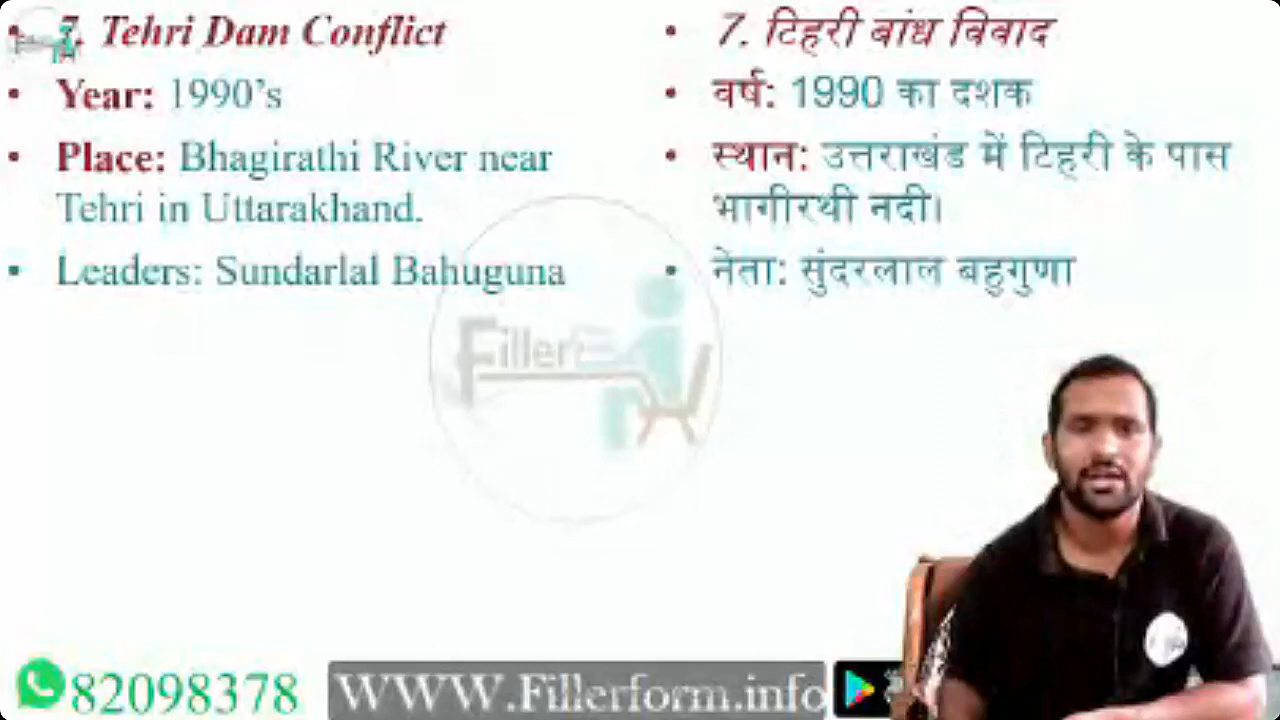 7. Tehri Dam Conflict
Year: 1990's
Place: Bhagirathi River near
Tehri in Uttarakhand.
Leaders: Sundarlal Bahuguna
7. टिहरी बांध विवाद
वर्ष: 1990 का दशक
स्थान: उत्तराखंड में टिहरी के पास
भागीरथी नदी।
नेता: सुंदरलाल बहुगुणा
Filler
82098378
WWW.Fillerform.info